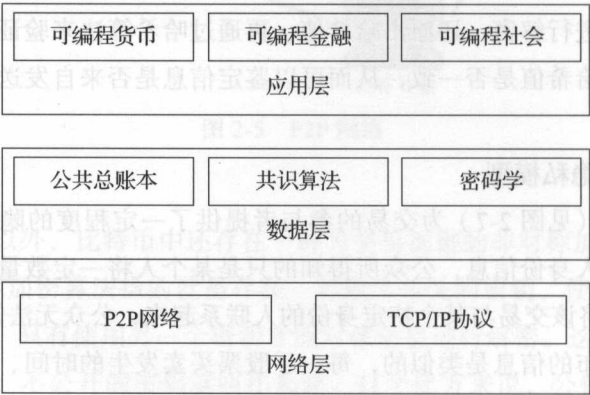 可编程货币 可编程金融 可编程社会
应用层
公共总账本 共识算法 密码学
数据层
P2P网络 TCP/IP协议
网络层